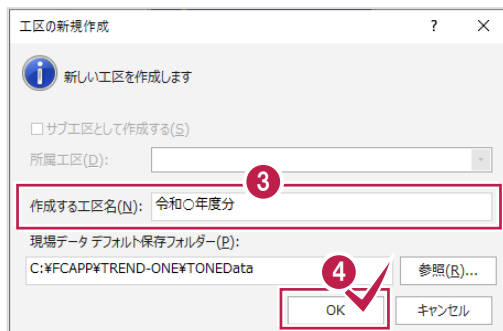 工区の新規作成
新しい工区を作成します
サブ工区として作成する(S)
所属工区(D):
3
作成する工区名(N): 令和○年度分
現場データ デフォルト保存フォルダー(P):
C:¥FCAPP¥TREND-ONE¥TONEData 参照(R)...
4
OK キャンセル